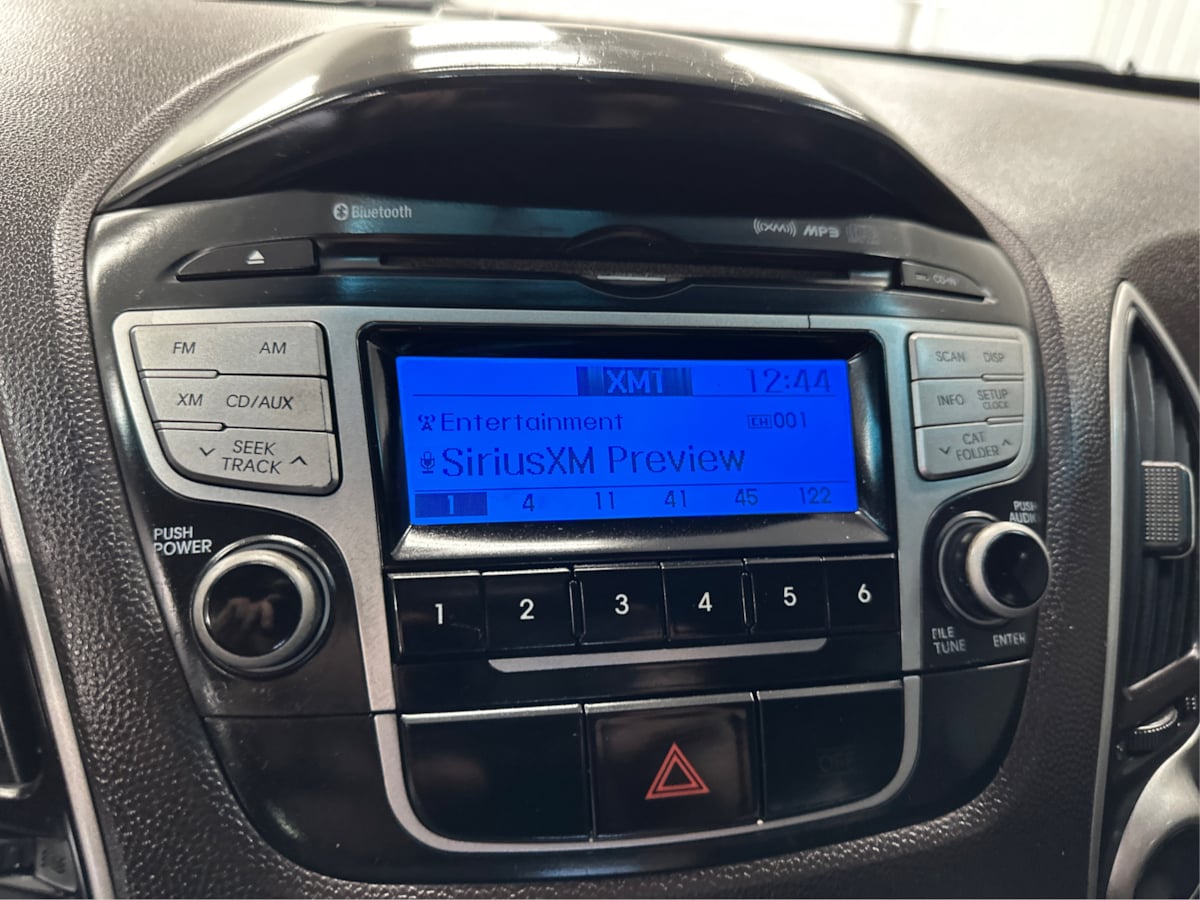 Bluetooth
((XM)) MP3
FM AM
XM CD/AUX
SEEK
TRACK
PUSH
POWER
XM1 12:44
Entertainment CH 001
SiriusXM Preview
1 4 11 41 45 122
SCAN DISP
INFO SETUP
CLOCK
CAT
FOLDER
PUSH
AUDIO
1 2 3 4 5 6
FILE
TUNE
ENTER